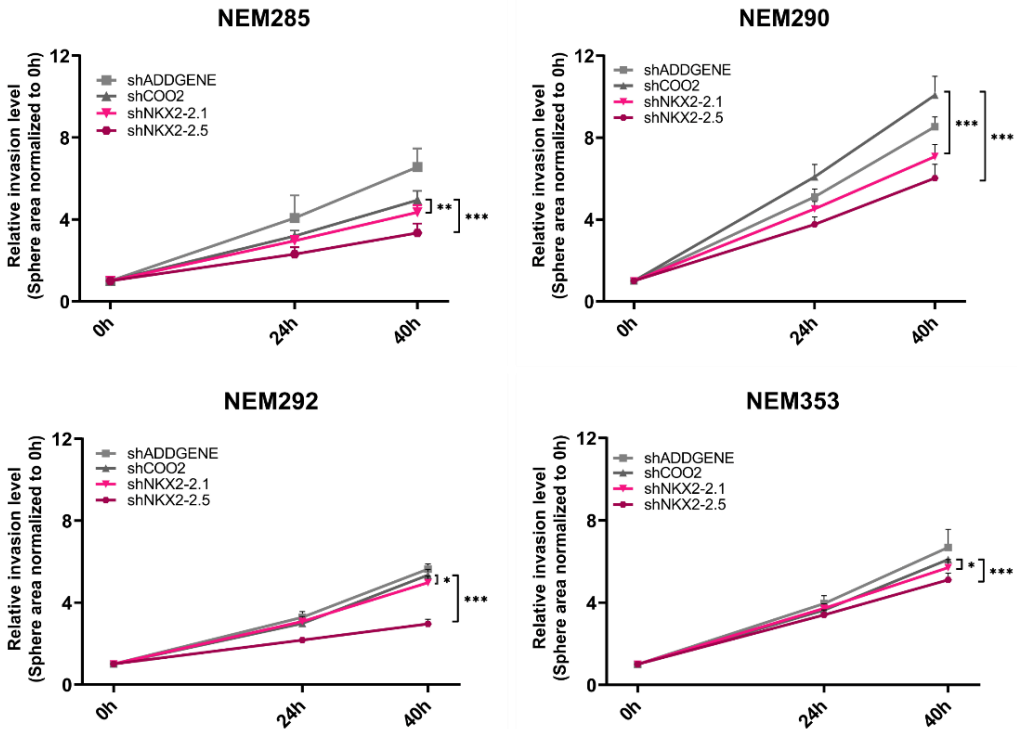 NEM285
Relative invasion level
(Sphere area normalized to 0h)
12
8
4
0
shADDGENE
shCOO2
shNKX2-2.1
shNKX2-2.5
**
***
0h
24h
40h
NEM290
Relative invasion level
(Sphere area normalized to 0h)
12
8
4
0
shADDGENE
shCOO2
shNKX2-2.1
shNKX2-2.5
***
***
0h
24h
40h
NEM292
Relative invasion level
(Sphere area normalized to 0h)
12
8
4
0
shADDGENE
shCOO2
shNKX2-2.1
shNKX2-2.5
*
***
0h
24h
40h
NEM353
Relative invasion level
(Sphere area normalized to 0h)
12
8
4
0
shADDGENE
shCOO2
shNKX2-2.1
shNKX2-2.5
*
***
0h
24h
40h